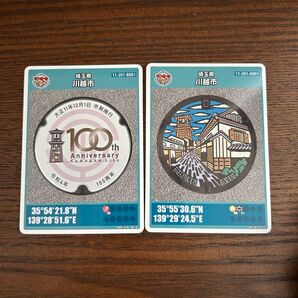 埼玉県 11-201-B001
川越市
大正11年12月1日 市制施行
100th
Anniversary
令和4年 100周年
35°54'21.8"N
139°28'51.6"E
埼玉県 11-201-A001
川越市
35°55'30.6"N
139°29'24.5"E